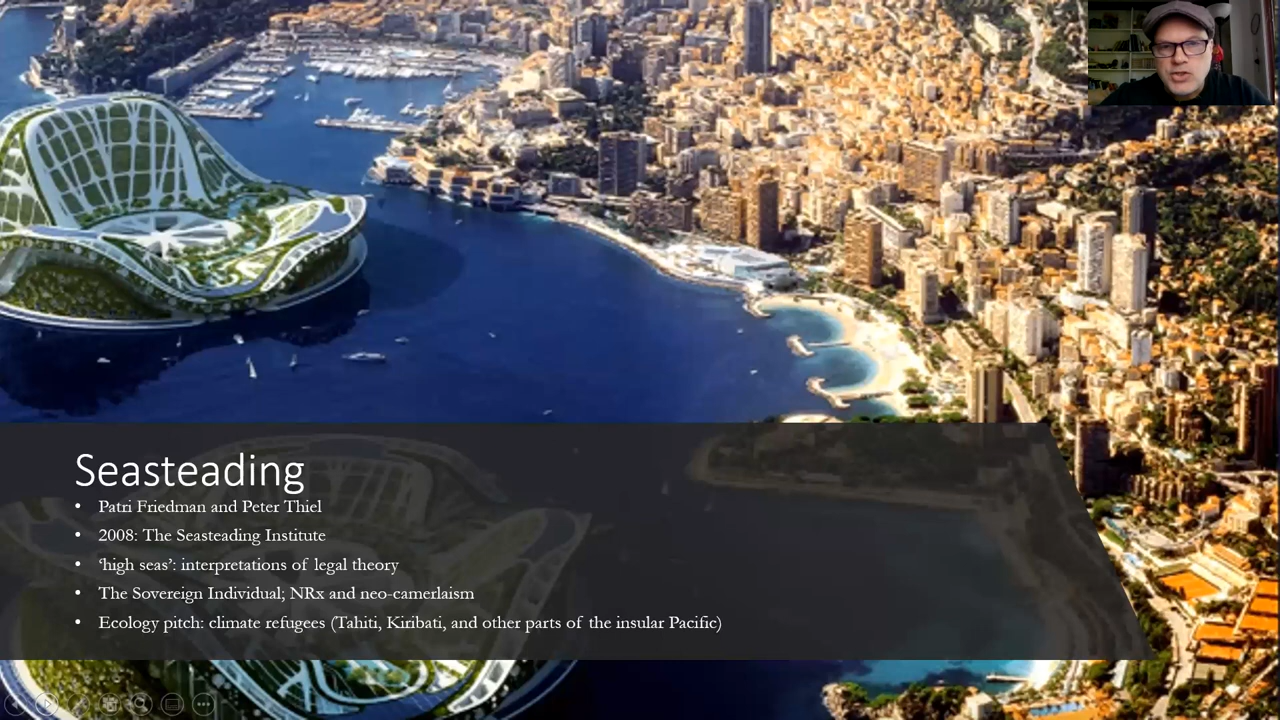 Seasteading
• Patri Friedman and Peter Thiel
• 2008: The Seasteading Institute
• ‘high seas’: interpretations of legal theory
• The Sovereign Individual; NRx and neo-camerlaism
• Ecology pitch: climate refugees (Tahiti, Kiribati, and other parts of the insular Pacific)